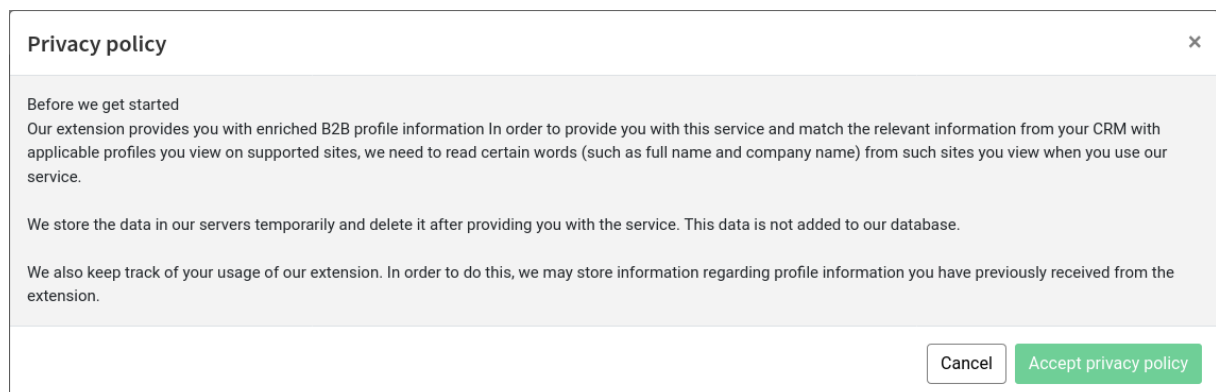 Privacy policy
×
Before we get started
Our extension provides you with enriched B2B profile information In order to provide you with this service and match the relevant information from your CRM with
applicable profiles you view on supported sites, we need to read certain words (such as full name and company name) from such sites you view when you use our
service.
We store the data in our servers temporarily and delete it after providing you with the service. This data is not added to our database.
We also keep track of your usage of our extension. In order to do this, we may store information regarding profile information you have previously received from the
extension.
Cancel
Accept privacy policy